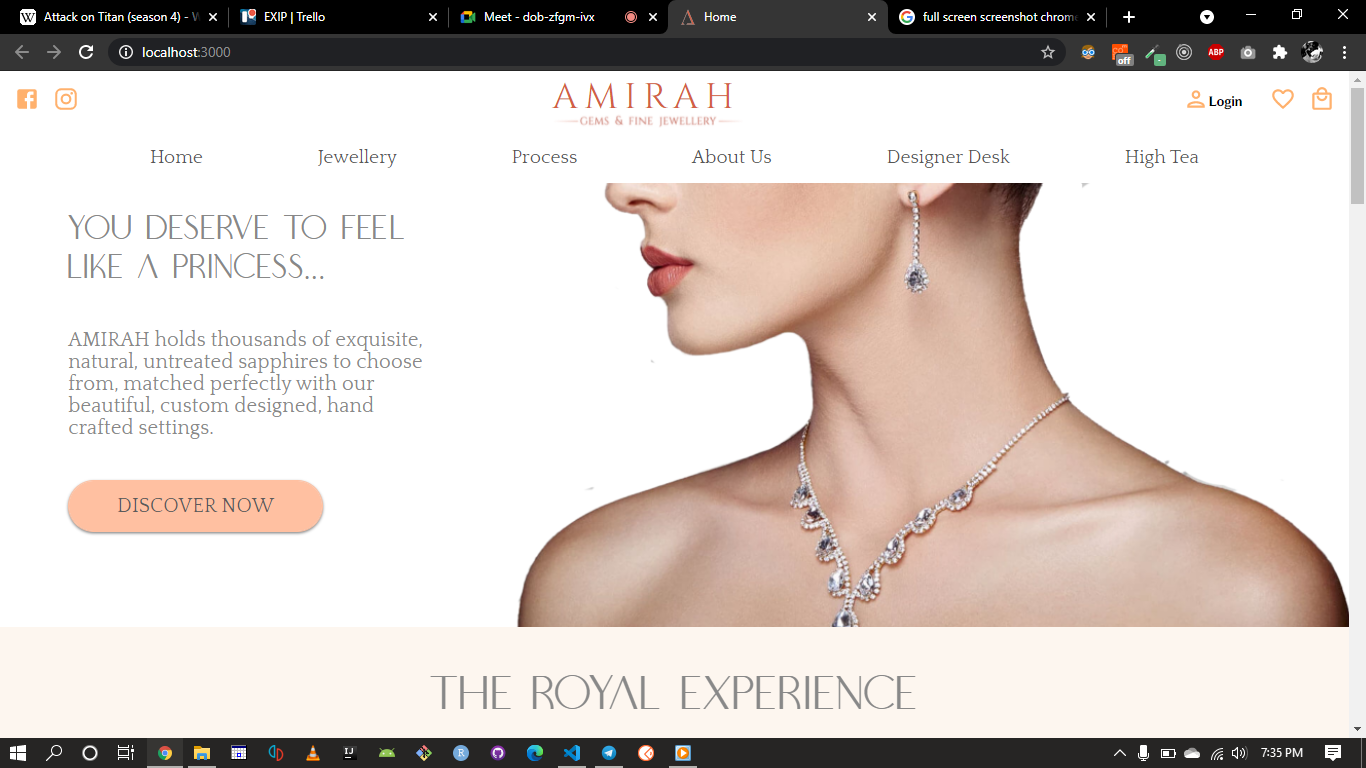 Attack on Titan (season 4) - W
EXIP | Trello
Meet - dob-zfgm-ivx
Home
full screen screenshot chrome
localhost:3000
off
ABP
AMIRAH
GEMS & FINE JEWELLERY
Login
Home
Jewellery
Process
About Us
Designer Desk
High Tea
YOU DESERVE TO FEEL
LIKE A PRINCESS...
AMIRAH holds thousands of exquisite,
natural, untreated sapphires to choose
from, matched perfectly with our
beautiful, custom designed, hand
crafted settings.
DISCOVER NOW
THE ROYAL EXPERIENCE
7:35 PM